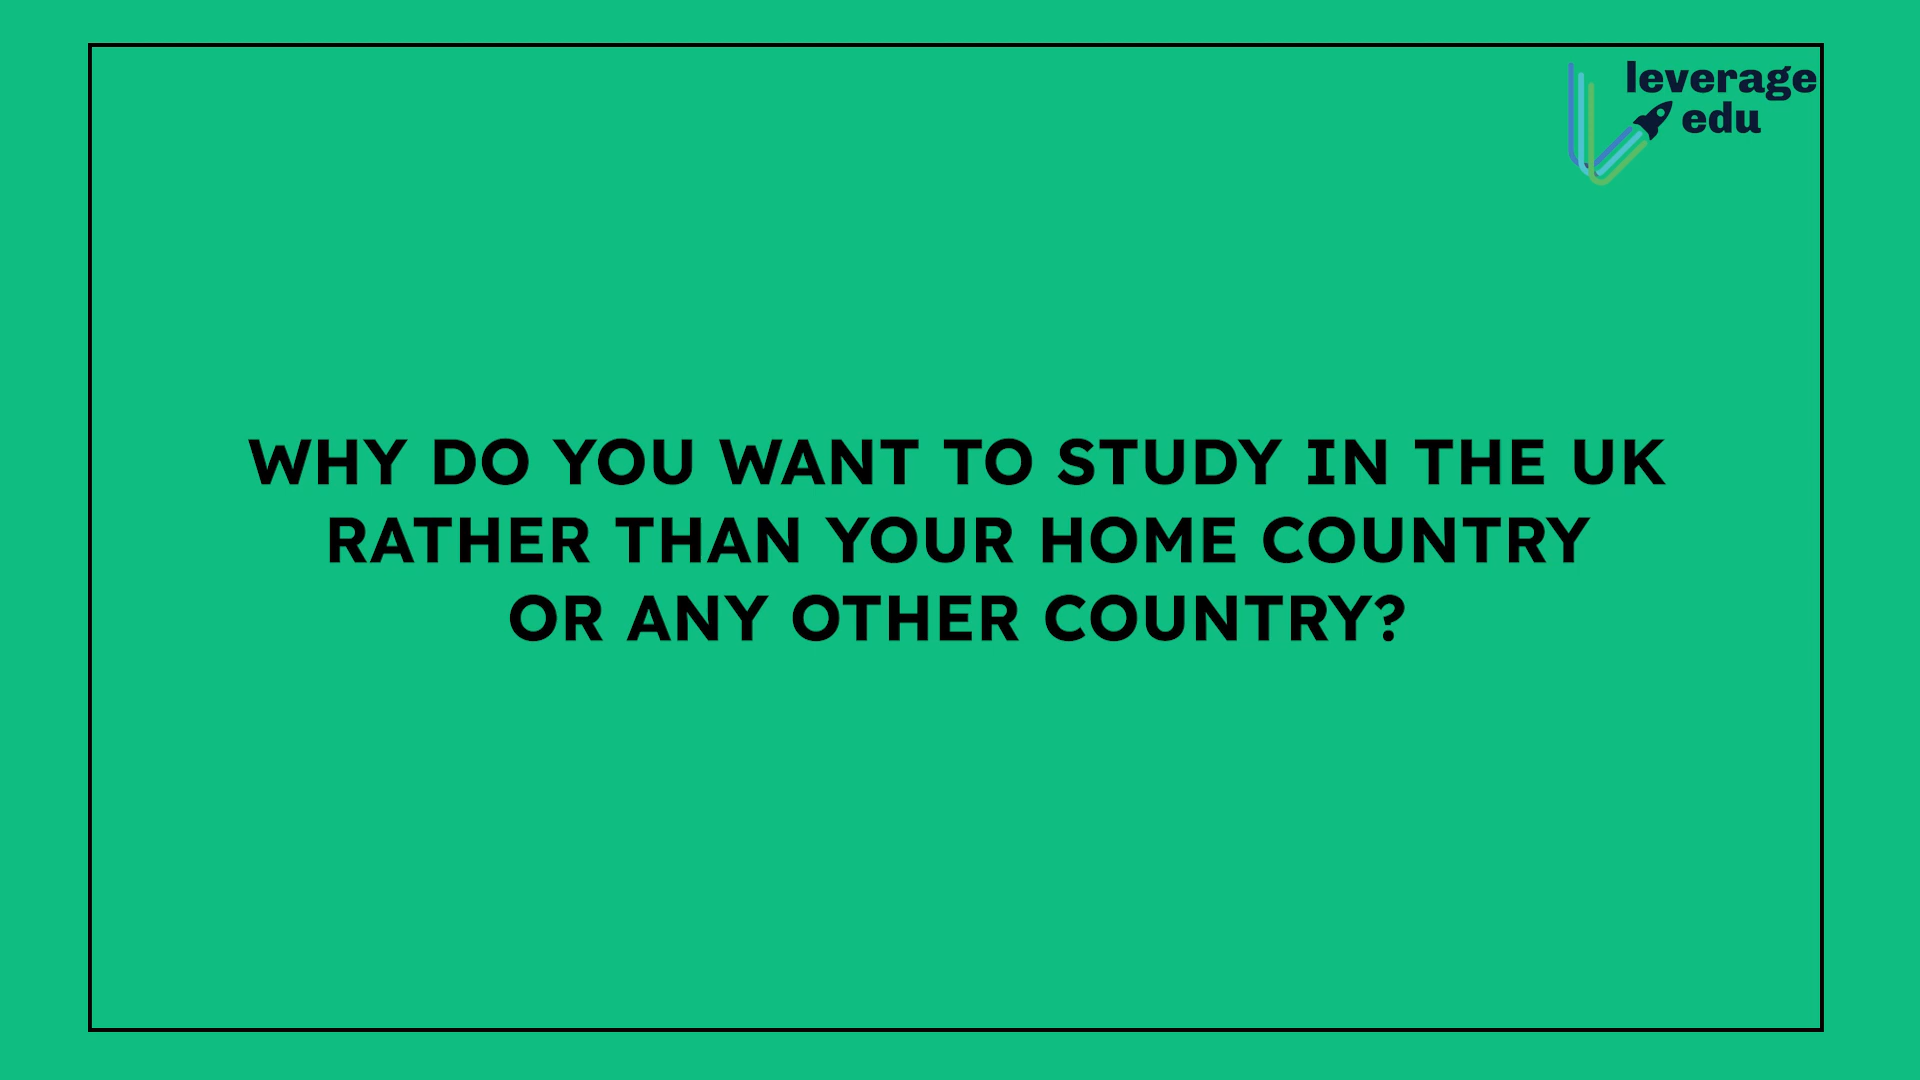 leverage
edu
WHY DO YOU WANT TO STUDY IN THE UK
RATHER THAN YOUR HOME COUNTRY
OR ANY OTHER COUNTRY?